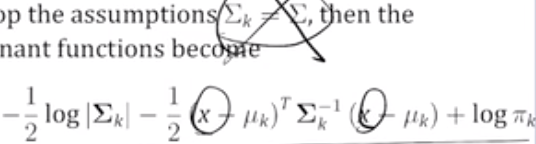 op the assumptions Σ_k = Σ, then the
nant functions become
−1/2 log |Σ_k| − 1/2 (x − μ_k)^T Σ_k^{-1} (x − μ_k) + log π_k